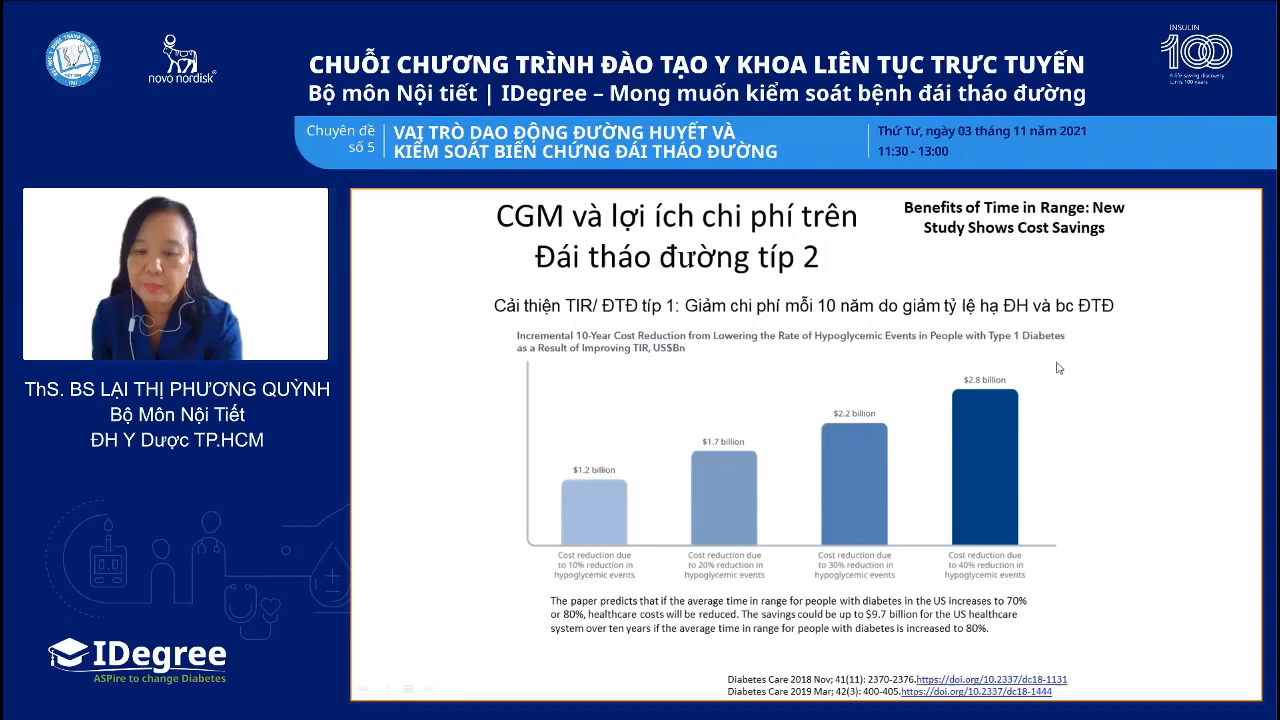 novo nordisk
INSULIN
100
A life-saving discovery
turns 100 years
CHUỖI CHƯƠNG TRÌNH ĐÀO TẠO Y KHOA LIÊN TỤC TRỰC TUYẾN
Bộ môn Nội tiết | IDegree – Mong muốn kiểm soát bệnh đái tháo đường
Chuyên đề
số 5
VAI TRÒ DAO ĐỘNG ĐƯỜNG HUYẾT VÀ
KIỂM SOÁT BIẾN CHỨNG ĐÁI THÁO ĐƯỜNG
Thứ Tư, ngày 03 tháng 11 năm 2021
11:30 - 13:00
ThS. BS LẠI THỊ PHƯƠNG QUỲNH
Bộ Môn Nội Tiết
ĐH Y Dược TP.HCM
IDegree
ASPire to change Diabetes
CGM và lợi ích chi phí trên
Đái tháo đường típ 2
Benefits of Time in Range: New
Study Shows Cost Savings
Cải thiện TIR/ ĐTĐ típ 1: Giảm chi phí mỗi 10 năm do giảm tỷ lệ hạ ĐH và bc ĐTĐ
Incremental 10-Year Cost Reduction from Lowering the Rate of Hypoglycemic Events in People with Type 1 Diabetes
as a Result of Improving TIR, US$Bn
$1.2 billion
$1.7 billion
$2.2 billion
$2.8 billion
Cost reduction due
to 10% reduction in
hypoglycemic events
Cost reduction due
to 20% reduction in
hypoglycemic events
Cost reduction due
to 30% reduction in
hypoglycemic events
Cost reduction due
to 40% reduction in
hypoglycemic events
The paper predicts that if the average time in range for people with diabetes in the US increases to 70%
or 80%, healthcare costs will be reduced. The savings could be up to $9.7 billion for the US healthcare
system over ten years if the average time in range for people with diabetes is increased to 80%.
Diabetes Care 2018 Nov; 41(11): 2370-2376.https://doi.org/10.2337/dc18-1131
Diabetes Care 2019 Mar; 42(3): 400-405.https://doi.org/10.2337/dc18-1444